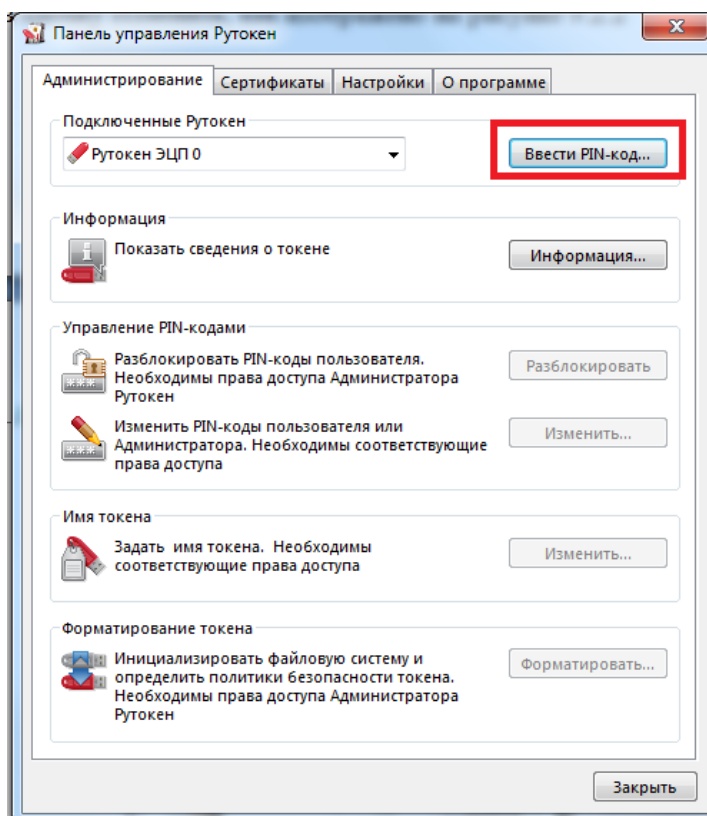 Панель управления Рутокен
Администрирование
Сертификаты
Настройки
О программе
Подключенные Рутокен
Рутокен ЭЦП 0
Ввести PIN-код...
Информация
Показать сведения о токене
Информация...
Управление PIN-кодами
Разблокировать PIN-коды пользователя.
Необходимы права доступа Администратора
Рутокен
Разблокировать
Изменить PIN-коды пользователя или
Администратора. Необходимы соответствующие
права доступа
Изменить...
Имя токена
Задать имя токена. Необходимы
соответствующие права доступа
Изменить...
Форматирование токена
Инициализировать файловую систему и
определить политики безопасности токена.
Необходимы права доступа Администратора
Рутокен
Форматировать...
Закрыть